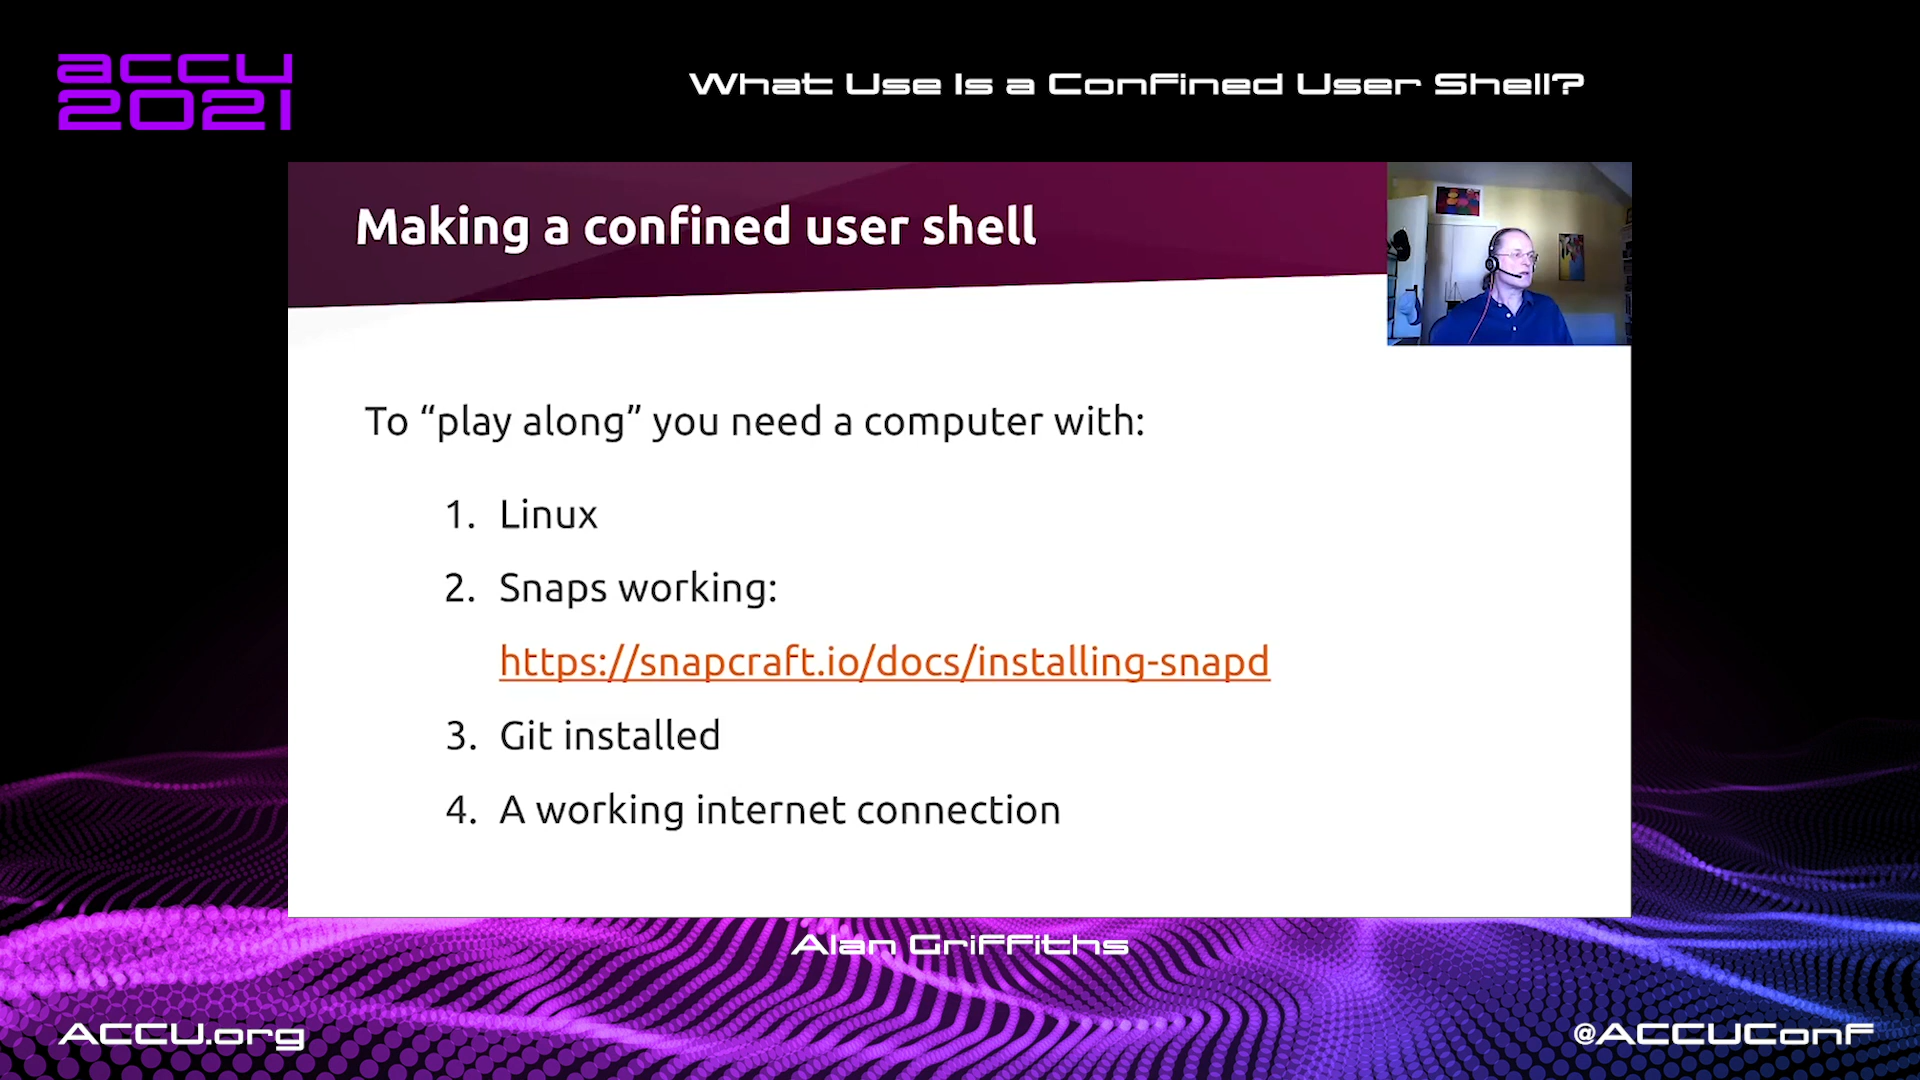 accu
2021
What Use Is a Confined User Shell?
Making a confined user shell
To “play along” you need a computer with:
1. Linux
2. Snaps working:
https://snapcraft.io/docs/installing-snapd
3. Git installed
4. A working internet connection
Alan Griffiths
ACCU.org
@ACCUConf